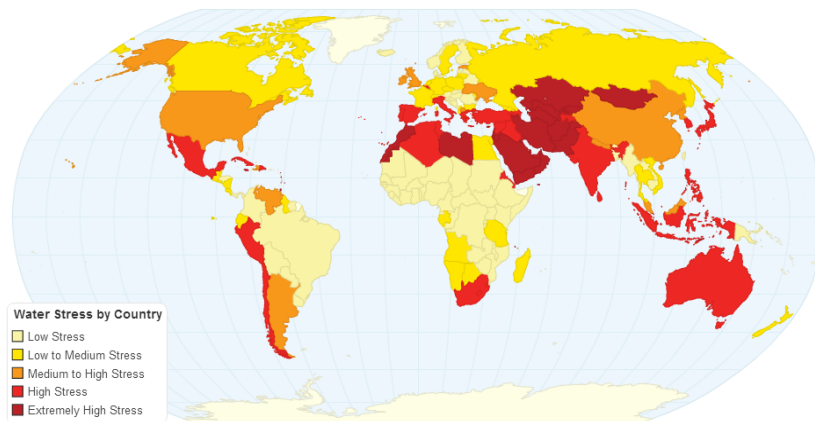 Water Stress by Country
Low Stress
Low to Medium Stress
Medium to High Stress
High Stress
Extremely High Stress